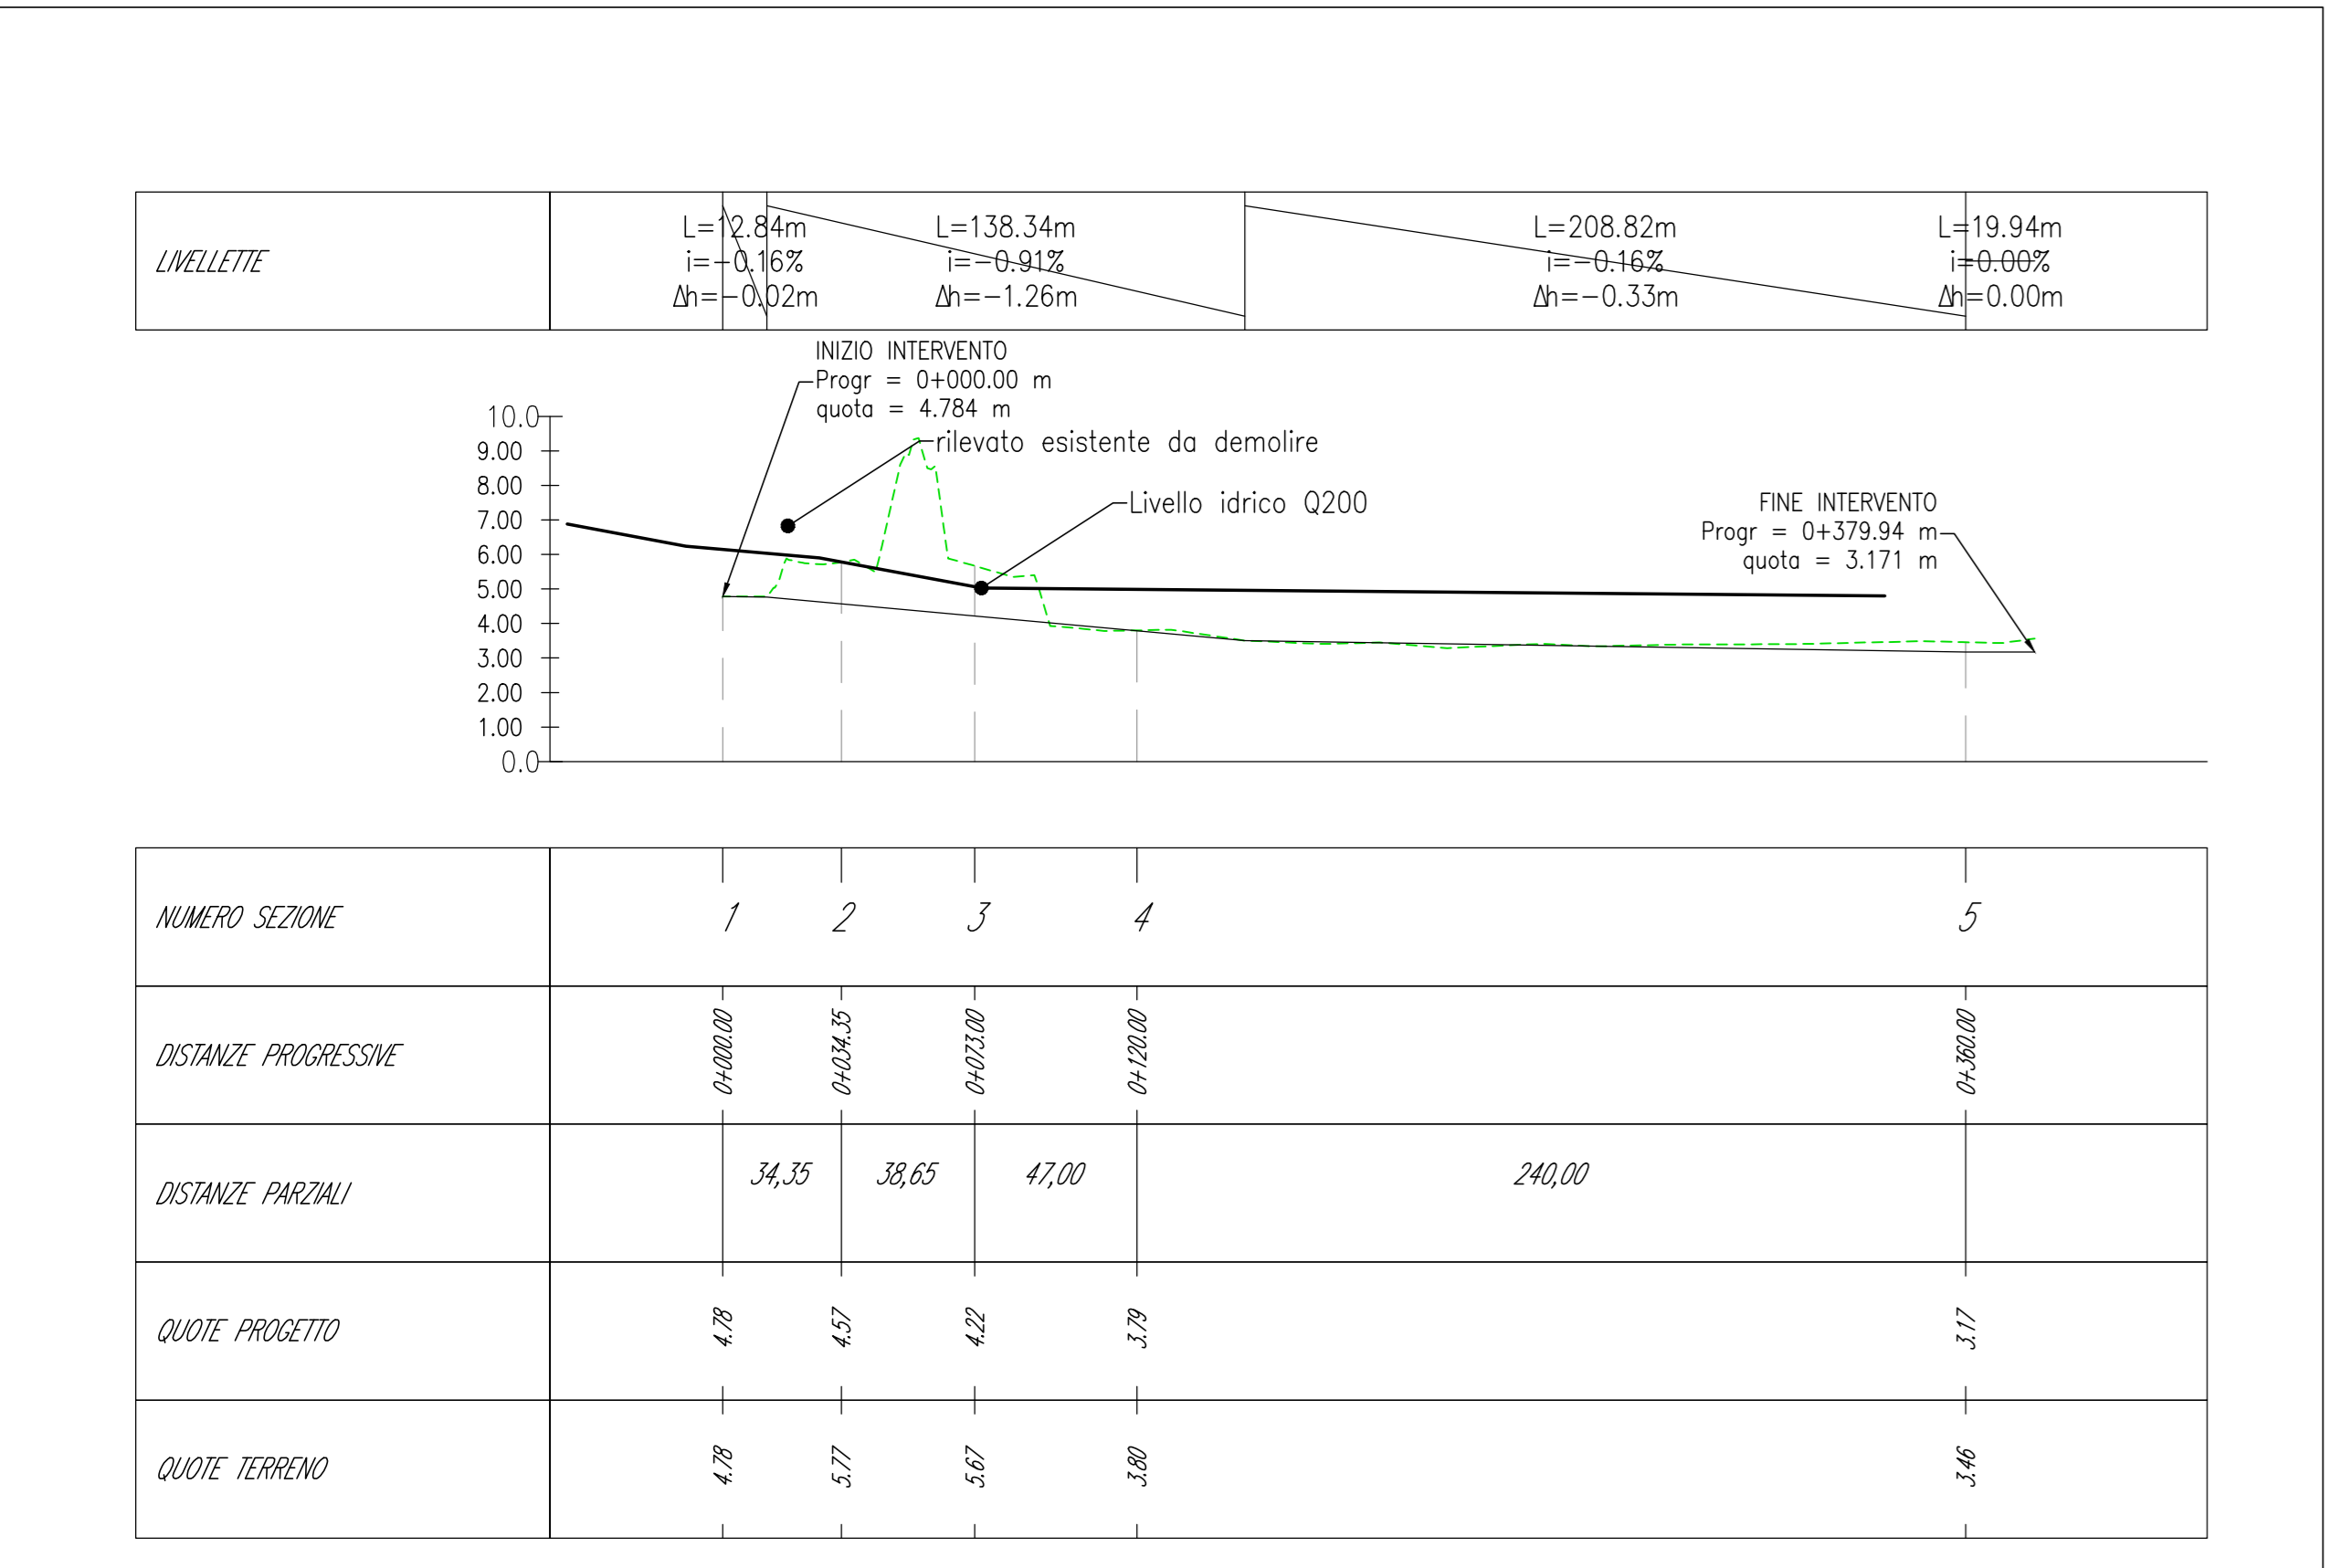 LIVELLETTE
L=12.84m
i=-0.16%
Δh=-0.02m
L=138.34m
i=-0.91%
Δh=-1.26m
L=208.82m
i=-0.16%
Δh=-0.33m
L=19.94m
i=0.00%
Δh=0.00m
INIZIO INTERVENTO
Progr = 0+000.00 m
quota = 4.784 m
rilevato esistente da demolire
Livello idrico Q200
FINE INTERVENTO
Progr = 0+379.94 m
quota = 3.171 m
10.0
9.00
8.00
7.00
6.00
5.00
4.00
3.00
2.00
1.00
0.0
NUMERO SEZIONE
1 2 3 4 5
DISTANZE PROGRESSIVE
0+000.00 0+034.35 0+073.00 0+120.00 0+360.00
DISTANZE PARZIALI
34,35 38,65 47,00 240,00
QUOTE PROGETTO
4.78 4.57 4.22 3.79 3.17
QUOTE TERRENO
4.78 5.77 5.67 3.80 3.46